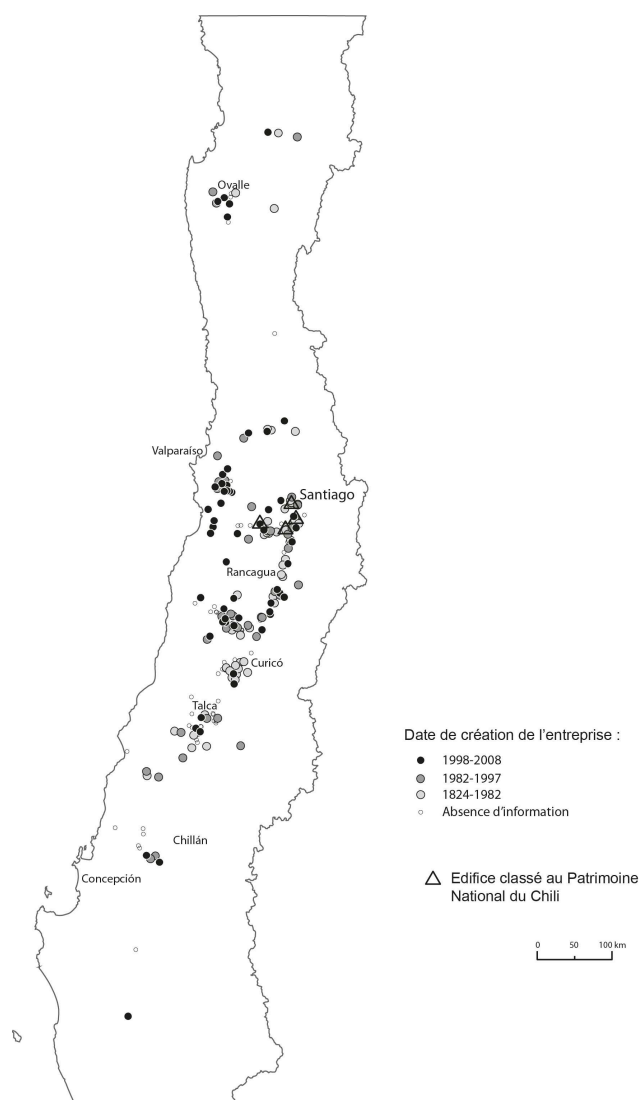 Ovalle
Valparaíso
Santiago
Rancagua
Curicó
Talca
Chillán
Concepción
Date de création de l'entreprise :
1998-2008
1982-1997
1824-1982
Absence d'information
Edifice classé au Patrimoine
National du Chili
0 50 100 km